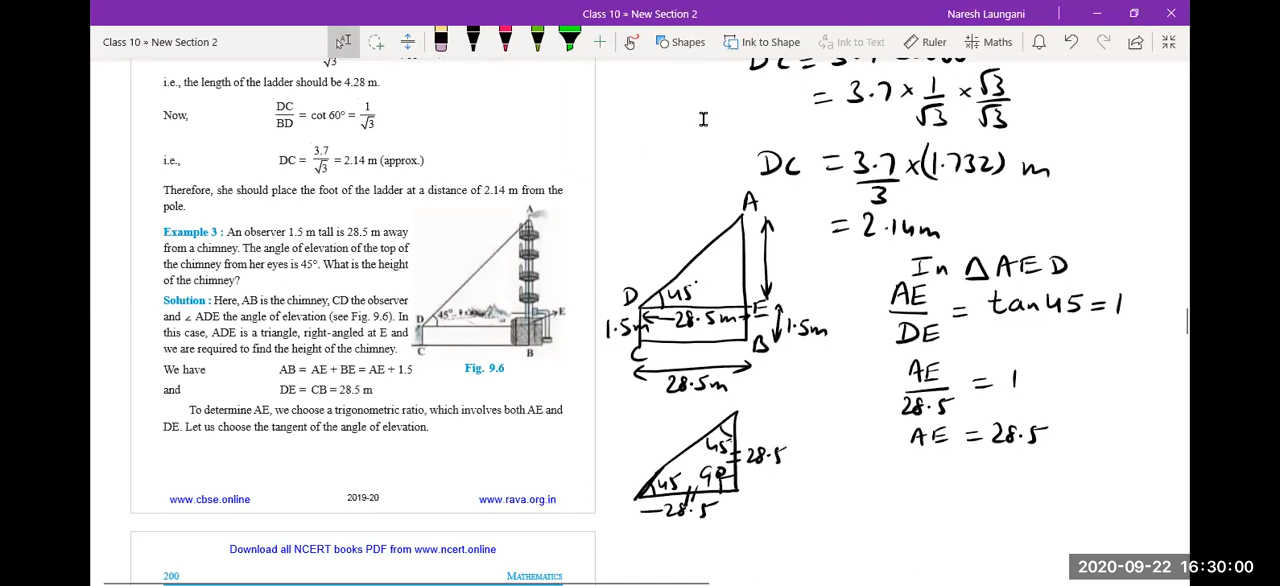 Class 10 » New Section 2
Naresh Laungani
Class 10 » New Section 2
Shapes
Ink to Shape
Ink to Text
Ruler
Maths
√3
i.e., the length of the ladder should be 4.28 m.
Now, DC/BD = cot 60° = 1/√3
i.e., DC = 3.7/√3 = 2.14 m (approx.)
Therefore, she should place the foot of the ladder at a distance of 2.14 m from the
pole.
Example 3 : An observer 1.5 m tall is 28.5 m away
from a chimney. The angle of elevation of the top of
the chimney from her eyes is 45°. What is the height
of the chimney?
Solution : Here, AB is the chimney, CD the observer
and ∠ ADE the angle of elevation (see Fig. 9.6). In
this case, ADE is a triangle, right-angled at E and
we are required to find the height of the chimney.
We have AB = AE + BE = AE + 1.5
and DE = CB = 28.5 m
To determine AE, we choose a trigonometric ratio, which involves both AE and
DE. Let us choose the tangent of the angle of elevation.
A
D
45°
E
C
B
Fig. 9.6
www.cbse.online
2019-20
www.rava.org.in
Download all NCERT books PDF from www.ncert.online
200
MATHEMATICS
= 3.7 × 1/√3 × √3/√3
DC = 3.7/3 × (1.732) m
= 2.14m
A
D
45°
28.5m
E
1.5m
1.5m
C
B
28.5m
45°
28.5
45
90
28.5
In △AED
AE/DE = tan 45 = 1
AE/28.5 = 1
AE = 28.5
2020-09-22 16:30:00